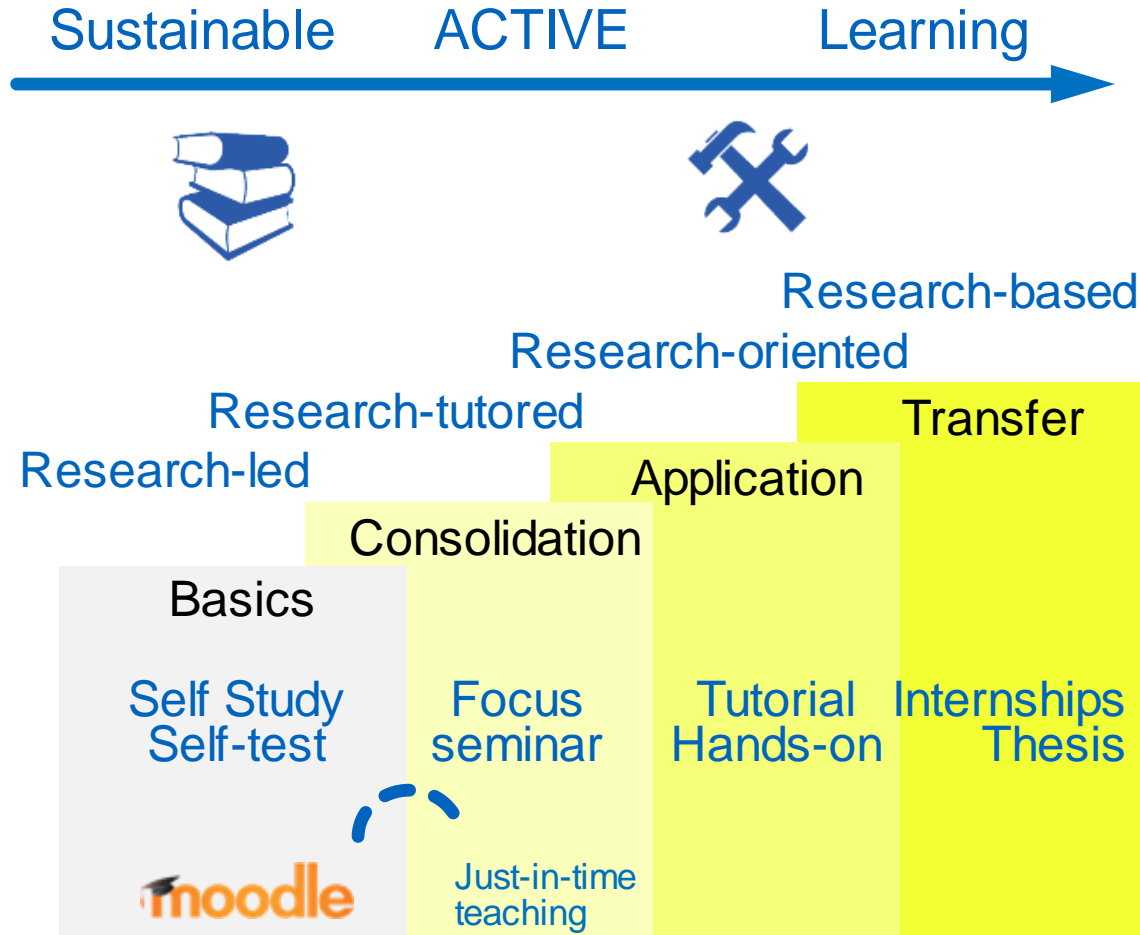 Sustainable ACTIVE Learning
Research-based
Research-oriented
Research-tutored
Research-led
Transfer
Application
Consolidation
Basics
Self Study
Self-test
Focus
seminar
Tutorial
Hands-on
Internships
Thesis
moodle
Just-in-time
teaching